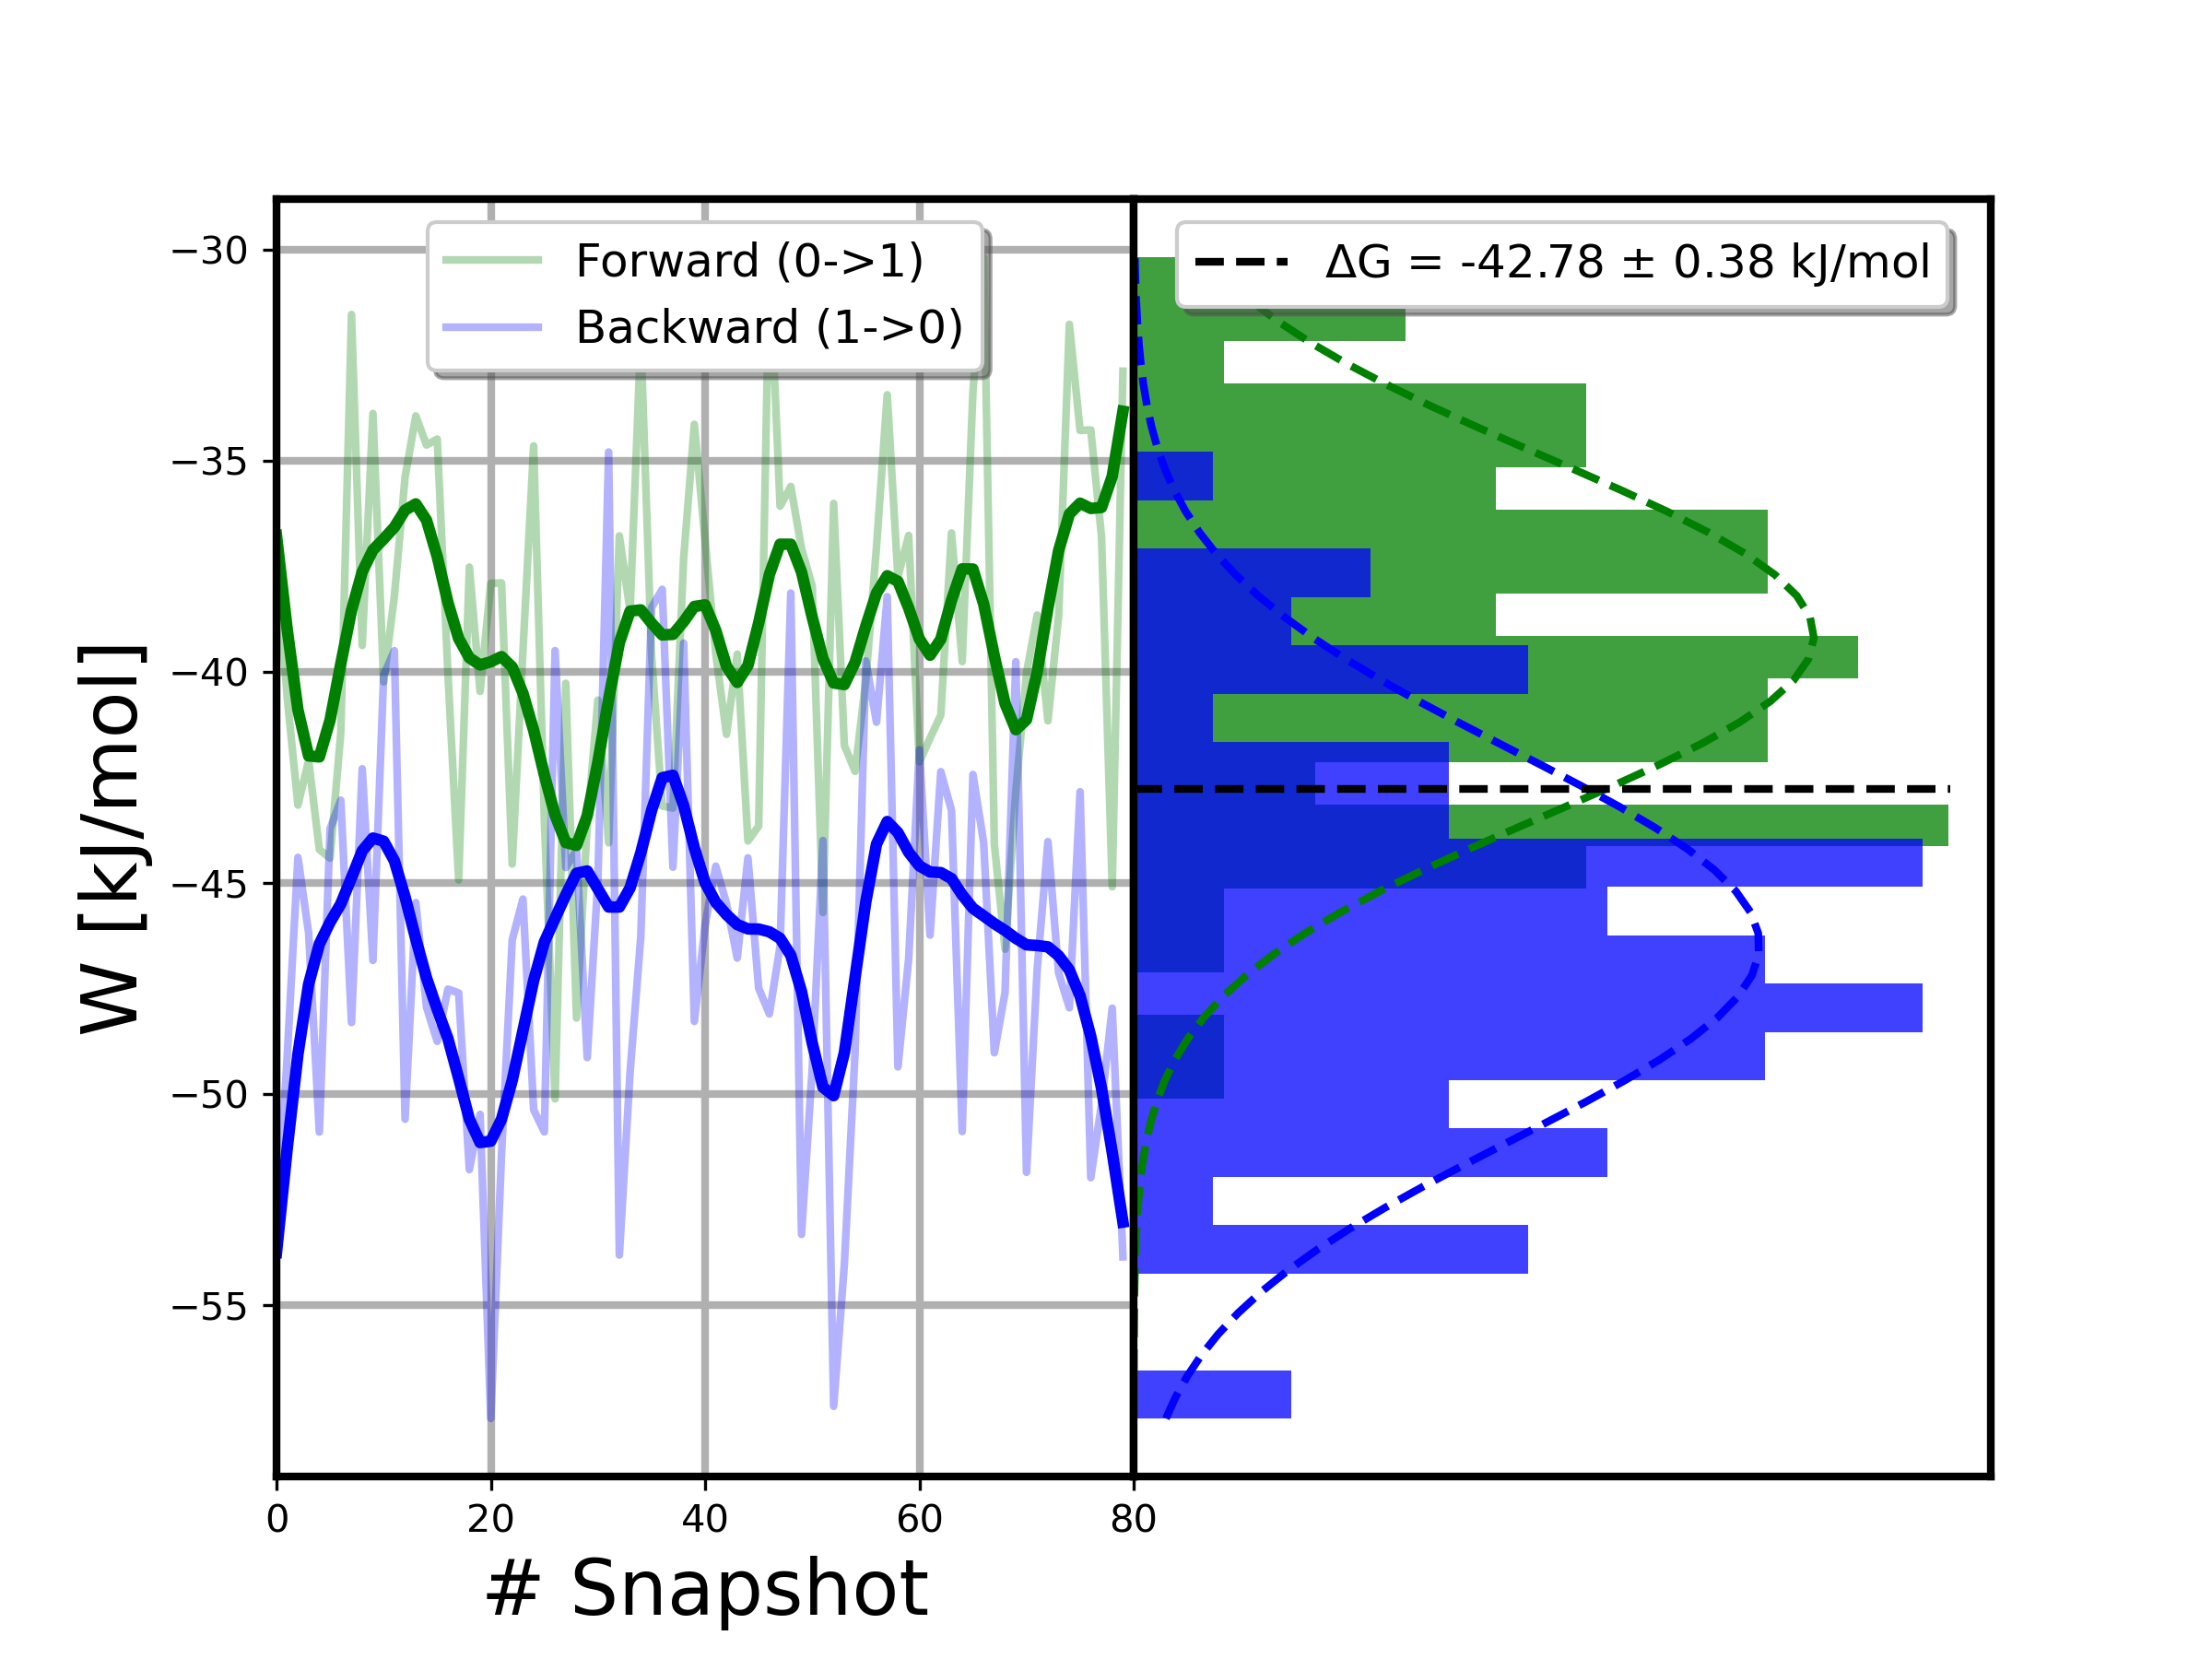 Forward (0->1)
Backward (1->0)
ΔG = -42.78 ± 0.38 kJ/mol
W [kJ/mol]
−30
−35
−40
−45
−50
−55
0 20 40 60 80
# Snapshot